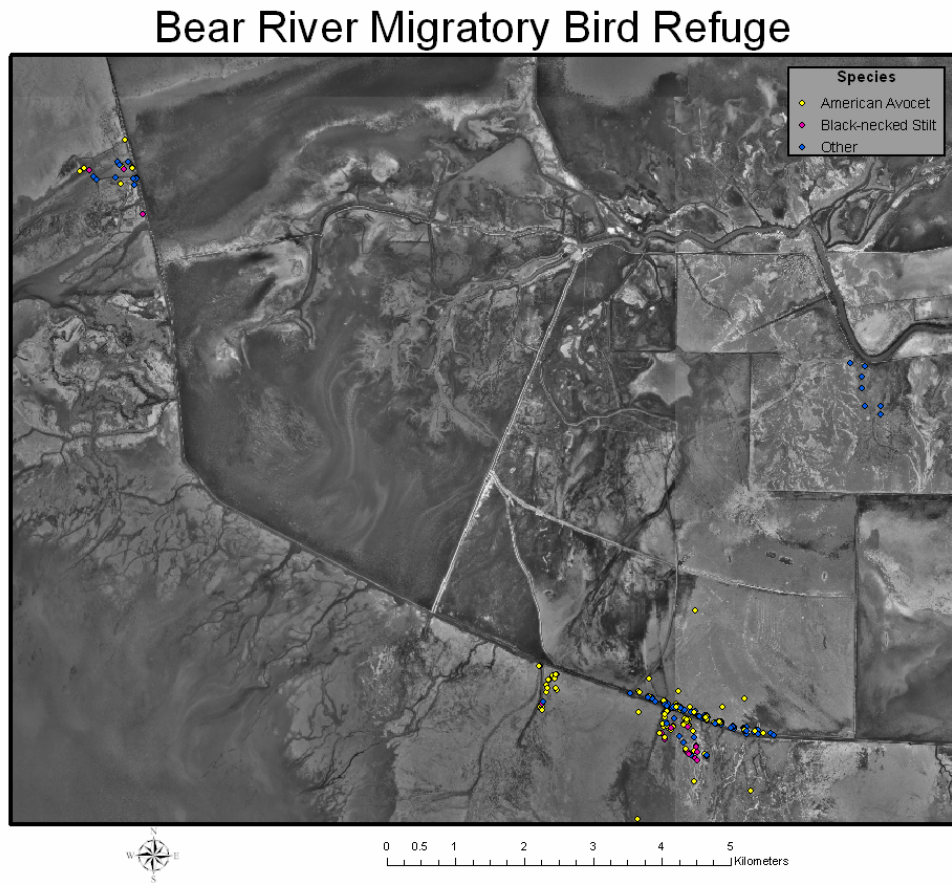 Bear River Migratory Bird Refuge
Species
American Avocet
Black-necked Stilt
Other
N
W E
S
0 0.5 1 2 3 4 5
Kilometers